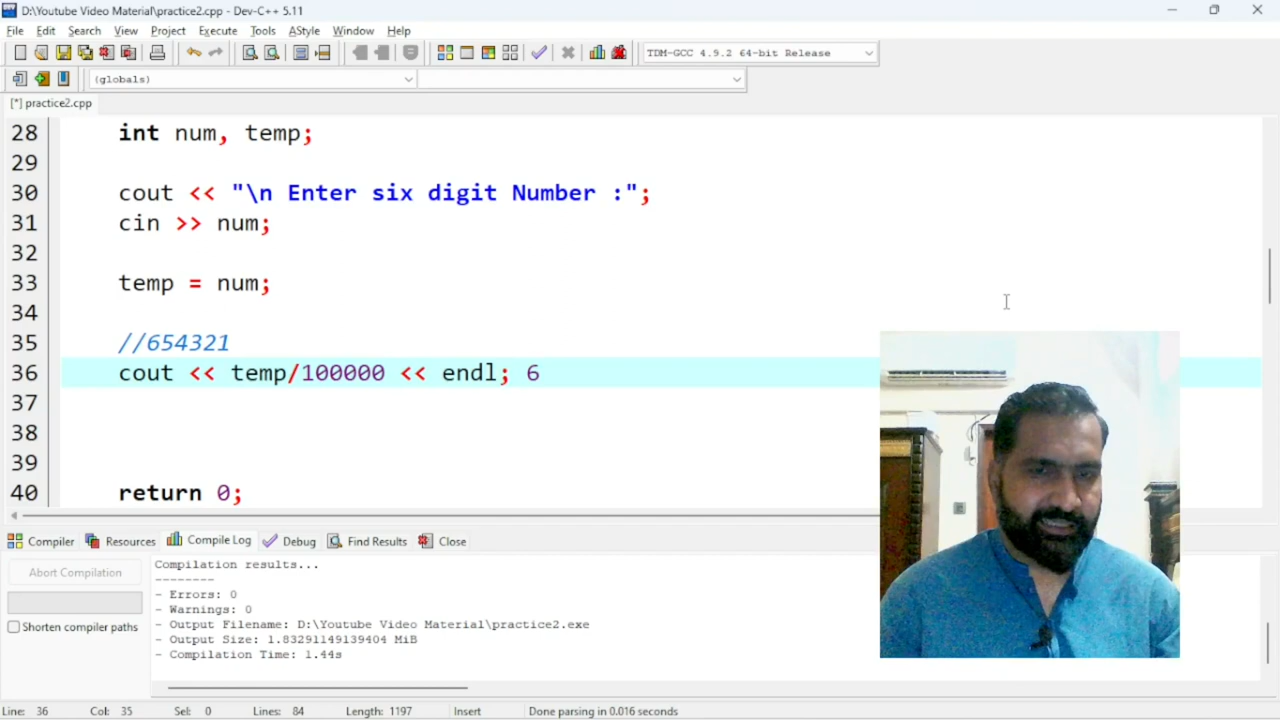 D:\Youtube Video Material\practice2.cpp - Dev-C++ 5.11
File Edit Search View Project Execute Tools AStyle Window Help
TDM-GCC 4.9.2 64-bit Release
(globals)
[*] practice2.cpp
28 int num, temp;
29
30 cout << "\n Enter six digit Number :";
31 cin >> num;
32
33 temp = num;
34
35 //654321
36 cout << temp/100000 << endl; 6
37
38
39
40 return 0;
Compiler Resources Compile Log Debug Find Results Close
Abort Compilation
Shorten compiler paths
Compilation results...
--------
- Errors: 0
- Warnings: 0
- Output Filename: D:\Youtube Video Material\practice2.exe
- Output Size: 1.83291149139404 MiB
- Compilation Time: 1.44s
Line: 36 Col: 35 Sel: 0 Lines: 84 Length: 1197 Insert Done parsing in 0.016 seconds